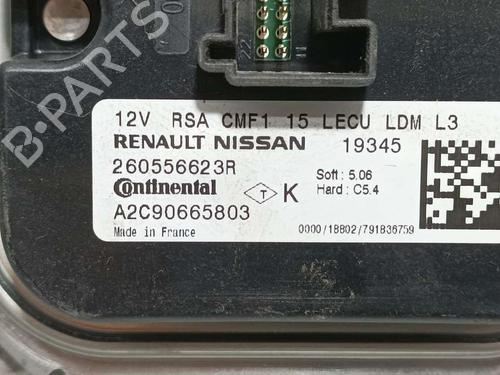 B-PARTS
12V RSA CMF1 15 LECU LDM L3
RENAULT NISSAN 19345
260556623R Soft : 5.06
Continental T K Hard : C5.4
A2C90665803
Made in France 0000/18802/791836759